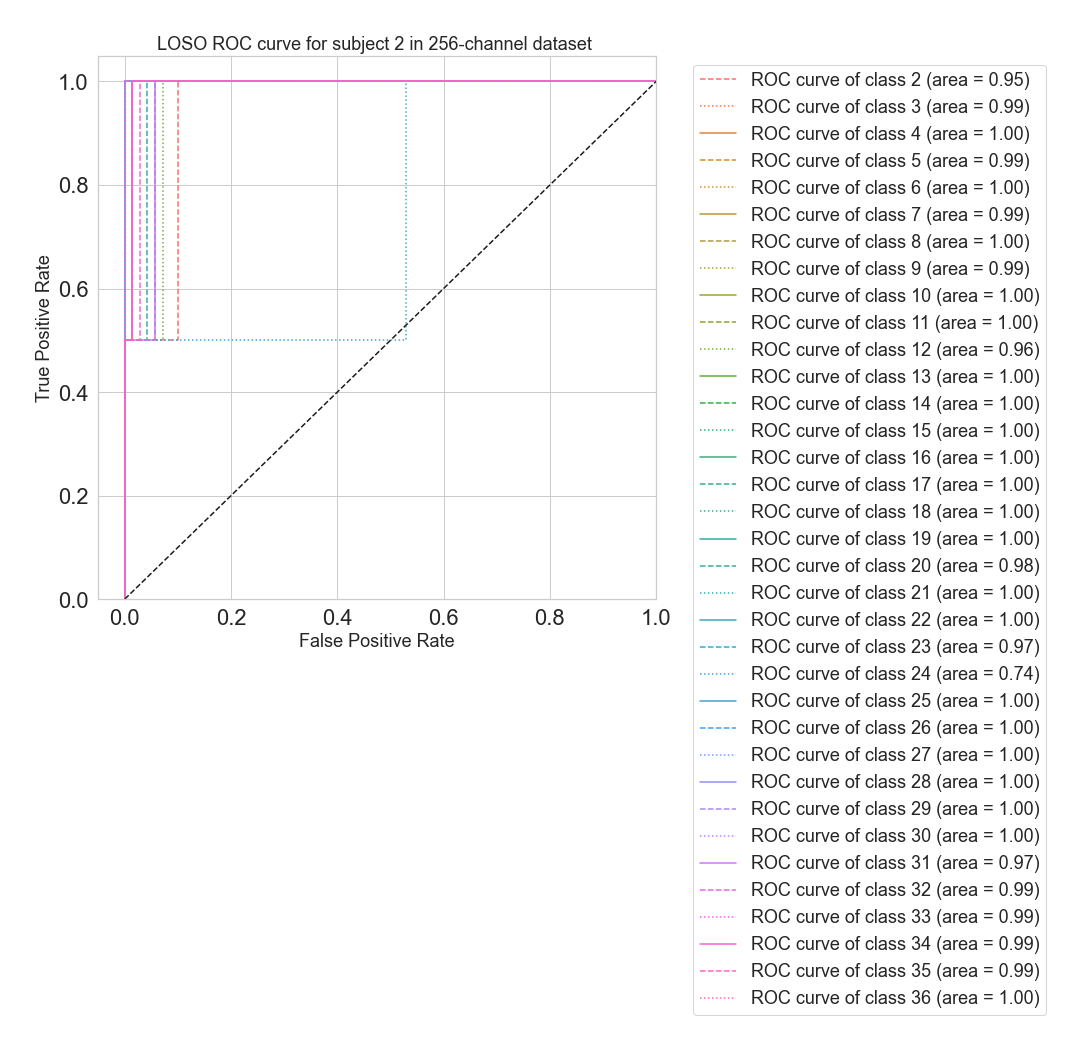 LOSO ROC curve for subject 2 in 256-channel dataset
1.0
0.8
0.6
0.4
0.2
0.0
True Positive Rate
0.0 0.2 0.4 0.6 0.8 1.0
False Positive Rate
ROC curve of class 2 (area = 0.95)
ROC curve of class 3 (area = 0.99)
ROC curve of class 4 (area = 1.00)
ROC curve of class 5 (area = 0.99)
ROC curve of class 6 (area = 1.00)
ROC curve of class 7 (area = 0.99)
ROC curve of class 8 (area = 1.00)
ROC curve of class 9 (area = 0.99)
ROC curve of class 10 (area = 1.00)
ROC curve of class 11 (area = 1.00)
ROC curve of class 12 (area = 0.96)
ROC curve of class 13 (area = 1.00)
ROC curve of class 14 (area = 1.00)
ROC curve of class 15 (area = 1.00)
ROC curve of class 16 (area = 1.00)
ROC curve of class 17 (area = 1.00)
ROC curve of class 18 (area = 1.00)
ROC curve of class 19 (area = 1.00)
ROC curve of class 20 (area = 0.98)
ROC curve of class 21 (area = 1.00)
ROC curve of class 22 (area = 1.00)
ROC curve of class 23 (area = 0.97)
ROC curve of class 24 (area = 0.74)
ROC curve of class 25 (area = 1.00)
ROC curve of class 26 (area = 1.00)
ROC curve of class 27 (area = 1.00)
ROC curve of class 28 (area = 1.00)
ROC curve of class 29 (area = 1.00)
ROC curve of class 30 (area = 1.00)
ROC curve of class 31 (area = 0.97)
ROC curve of class 32 (area = 0.99)
ROC curve of class 33 (area = 0.99)
ROC curve of class 34 (area = 0.99)
ROC curve of class 35 (area = 0.99)
ROC curve of class 36 (area = 1.00)